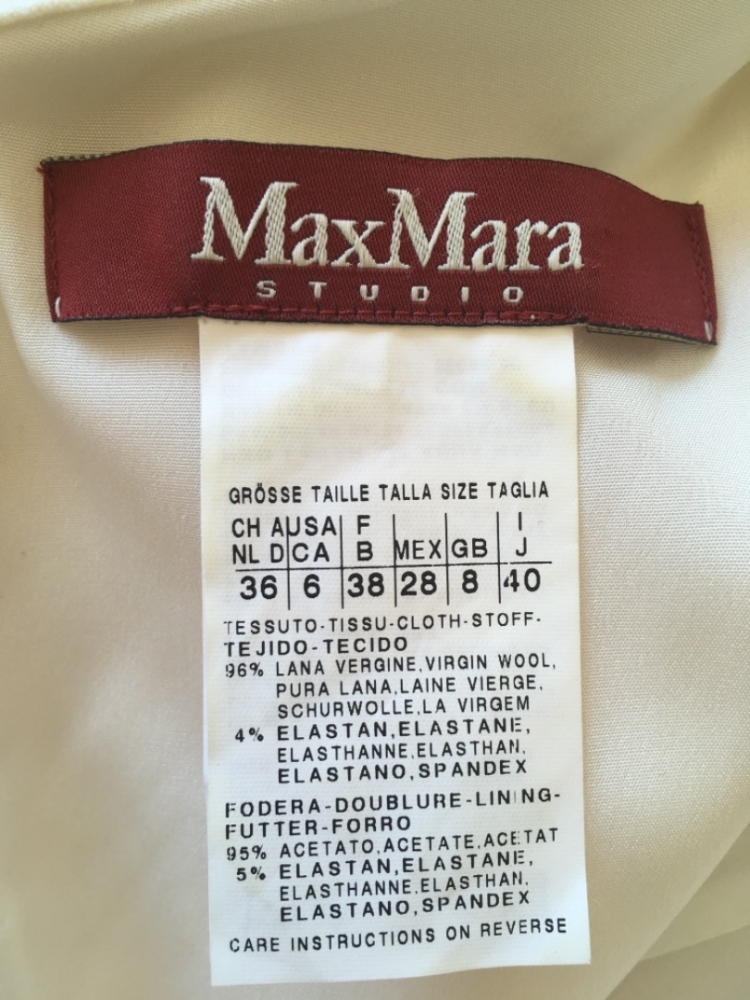 MaxMara
STUDIO
GRÖSSE TAILLE TALLA SIZE TAGLIA
CH A USA F I
NL D CA B MEX GB J
36 6 38 28 8 40
TESSUTO-TISSU-CLOTH-STOFF-
TEJIDO-TECIDO
96% LANA VERGINE,VIRGIN WOOL,
PURA LANA,LAINE VIERGE,
SCHURWOLLE,LA VIRGEM
4% ELASTAN,ELASTANE,
ELASTHANNE,ELASTHAN,
ELASTANO,SPANDEX
FODERA-DOUBLURE-LINING-
FUTTER-FORRO
95% ACETATO,ACETATE,ACETAT
5% ELASTAN,ELASTANE,
ELASTHANNE,ELASTHAN,
ELASTANO,SPANDEX
CARE INSTRUCTIONS ON REVERSE